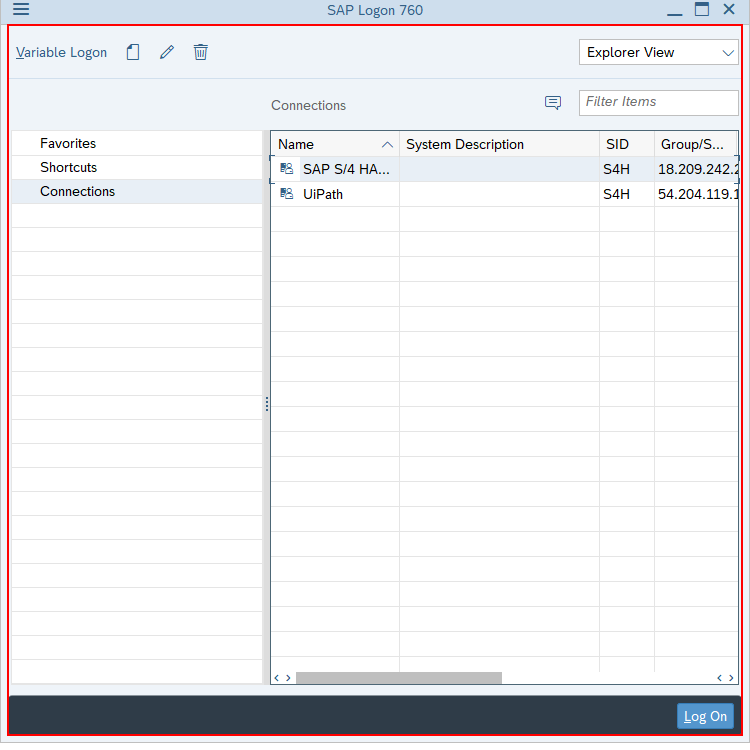 SAP Logon 760
Variable Logon
Explorer View
Connections
Filter Items
Favorites
Shortcuts
Connections
Name System Description SID Group/S...
SAP S/4 HA... S4H 18.209.242.2
UiPath S4H 54.204.119.1
Log On